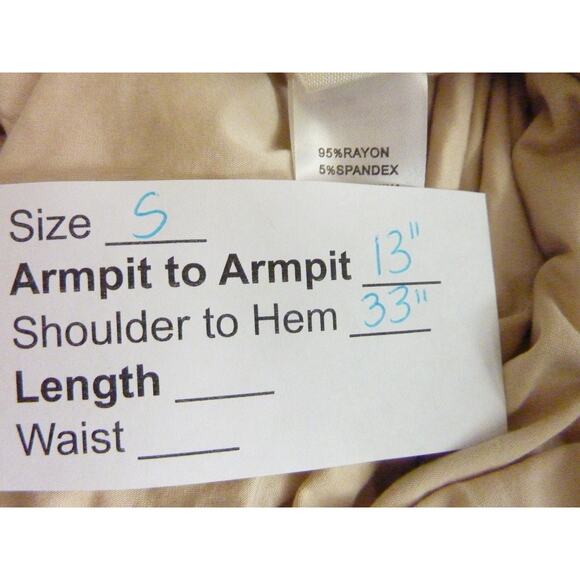 95%RAYON
5%SPANDEX
Size S
Armpit to Armpit 13"
Shoulder to Hem 33"
Length
Waist